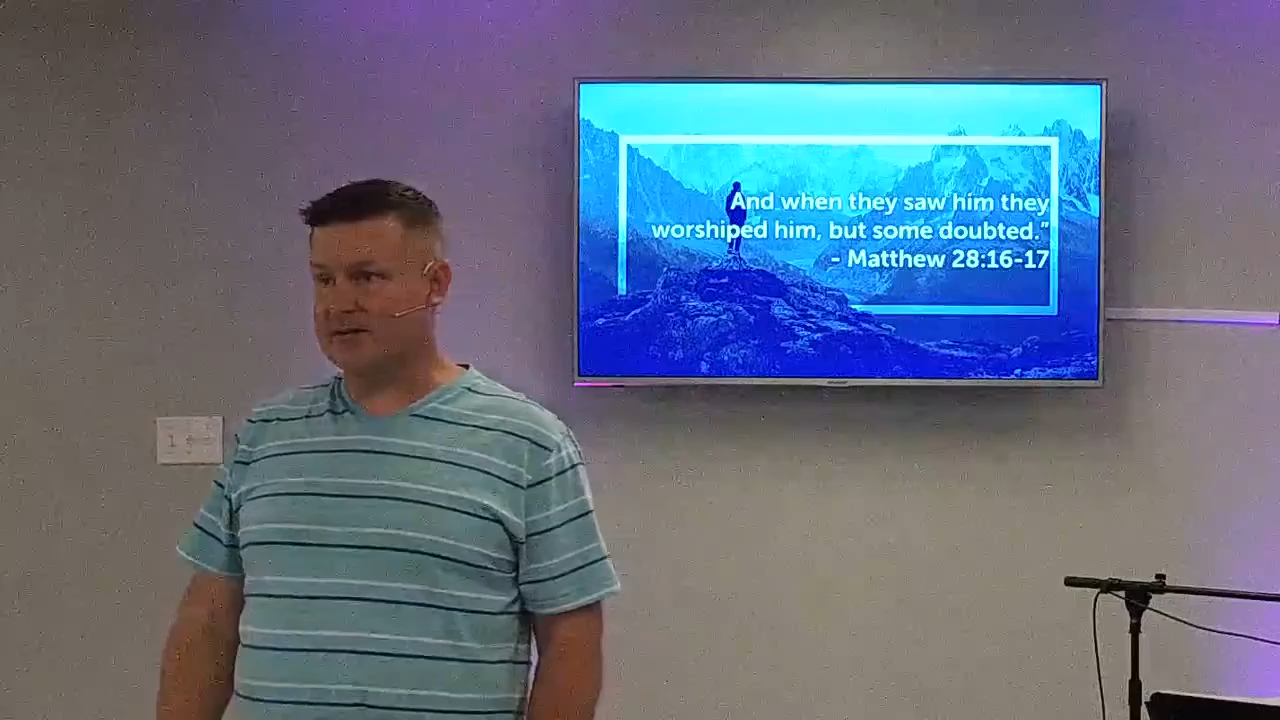 And when they saw him they
worshiped him, but some doubted.”
- Matthew 28:16-17